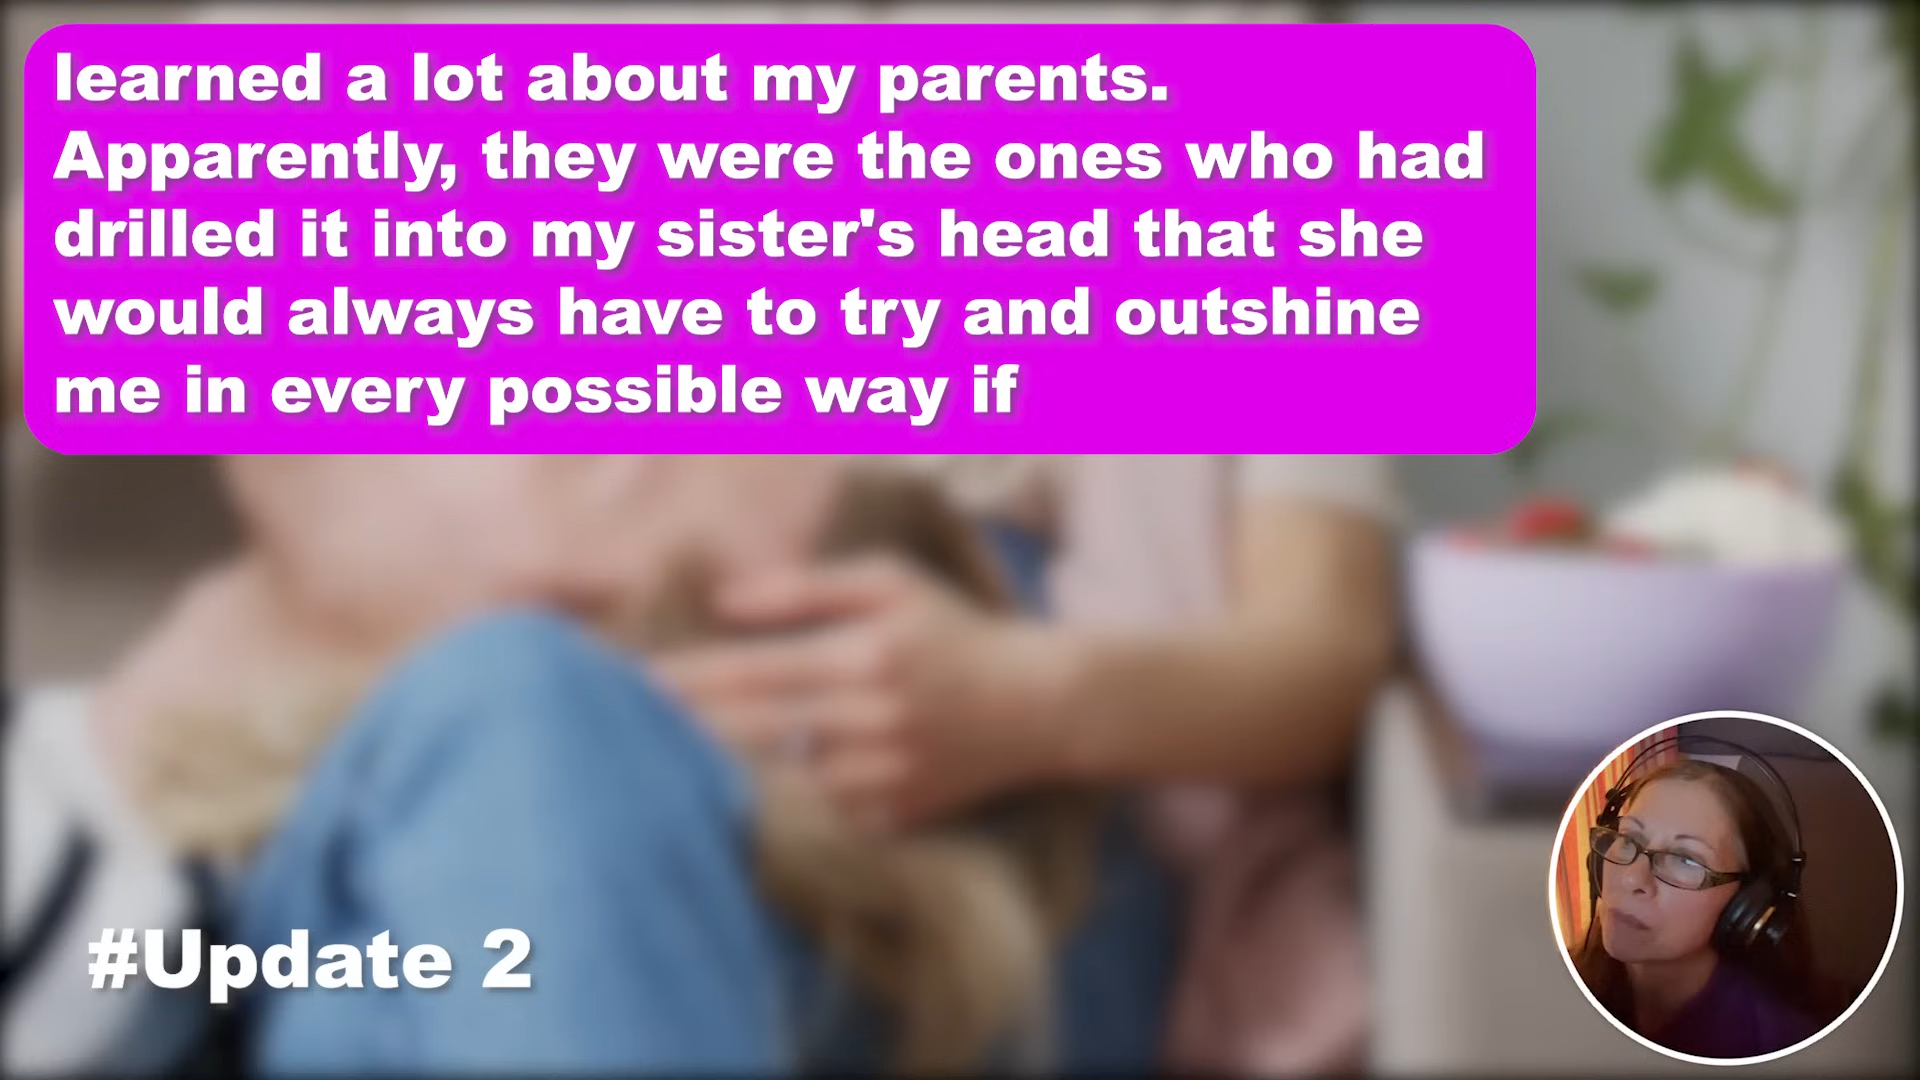 learned a lot about my parents.
Apparently, they were the ones who had
drilled it into my sister's head that she
would always have to try and outshine
me in every possible way if
#Update 2